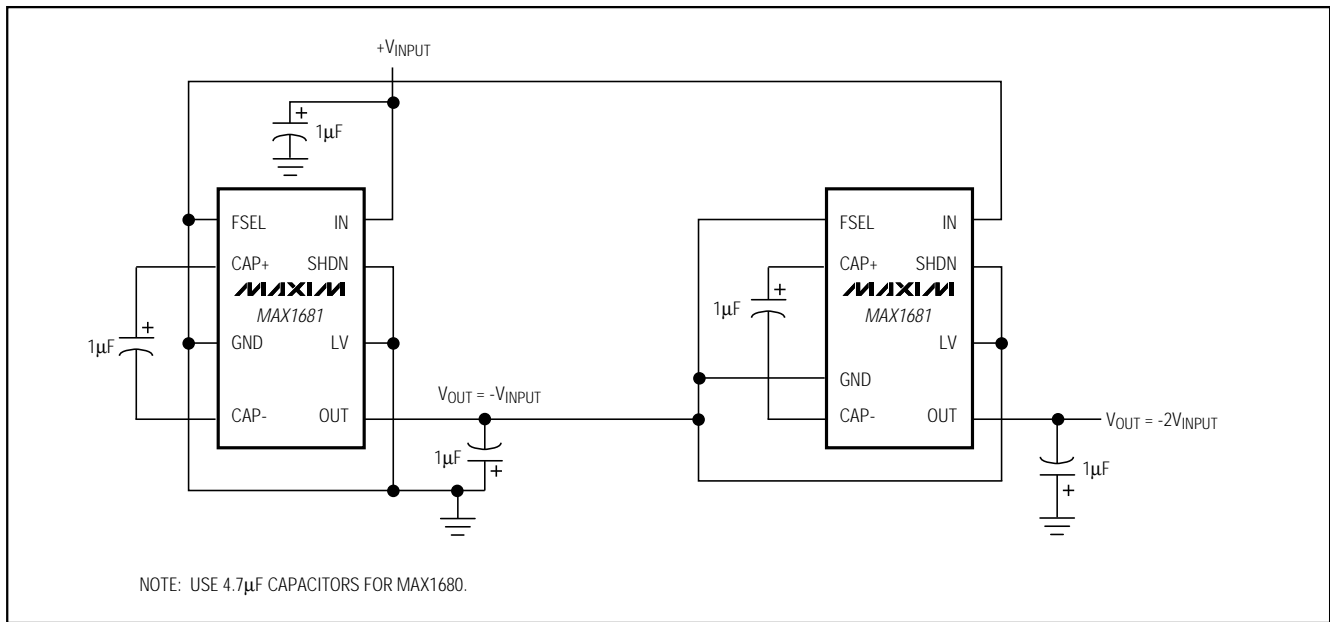 +VINPUT
+
1µF
FSEL IN
CAP+ SHDN
MAXIM
MAX1681
GND LV
CAP- OUT
+
1µF
VOUT = -VINPUT
1µF
+
FSEL IN
CAP+ SHDN
MAXIM
MAX1681
LV
GND
CAP- OUT
+
1µF
VOUT = -2VINPUT
1µF
+
NOTE: USE 4.7µF CAPACITORS FOR MAX1680.